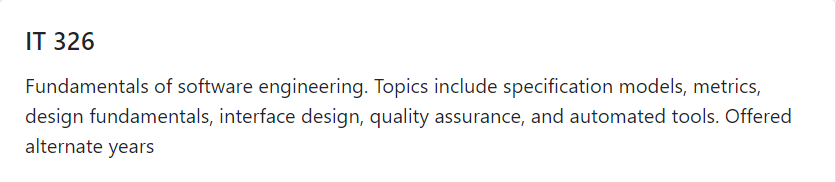 IT 326
Fundamentals of software engineering. Topics include specification models, metrics,
design fundamentals, interface design, quality assurance, and automated tools. Offered
alternate years